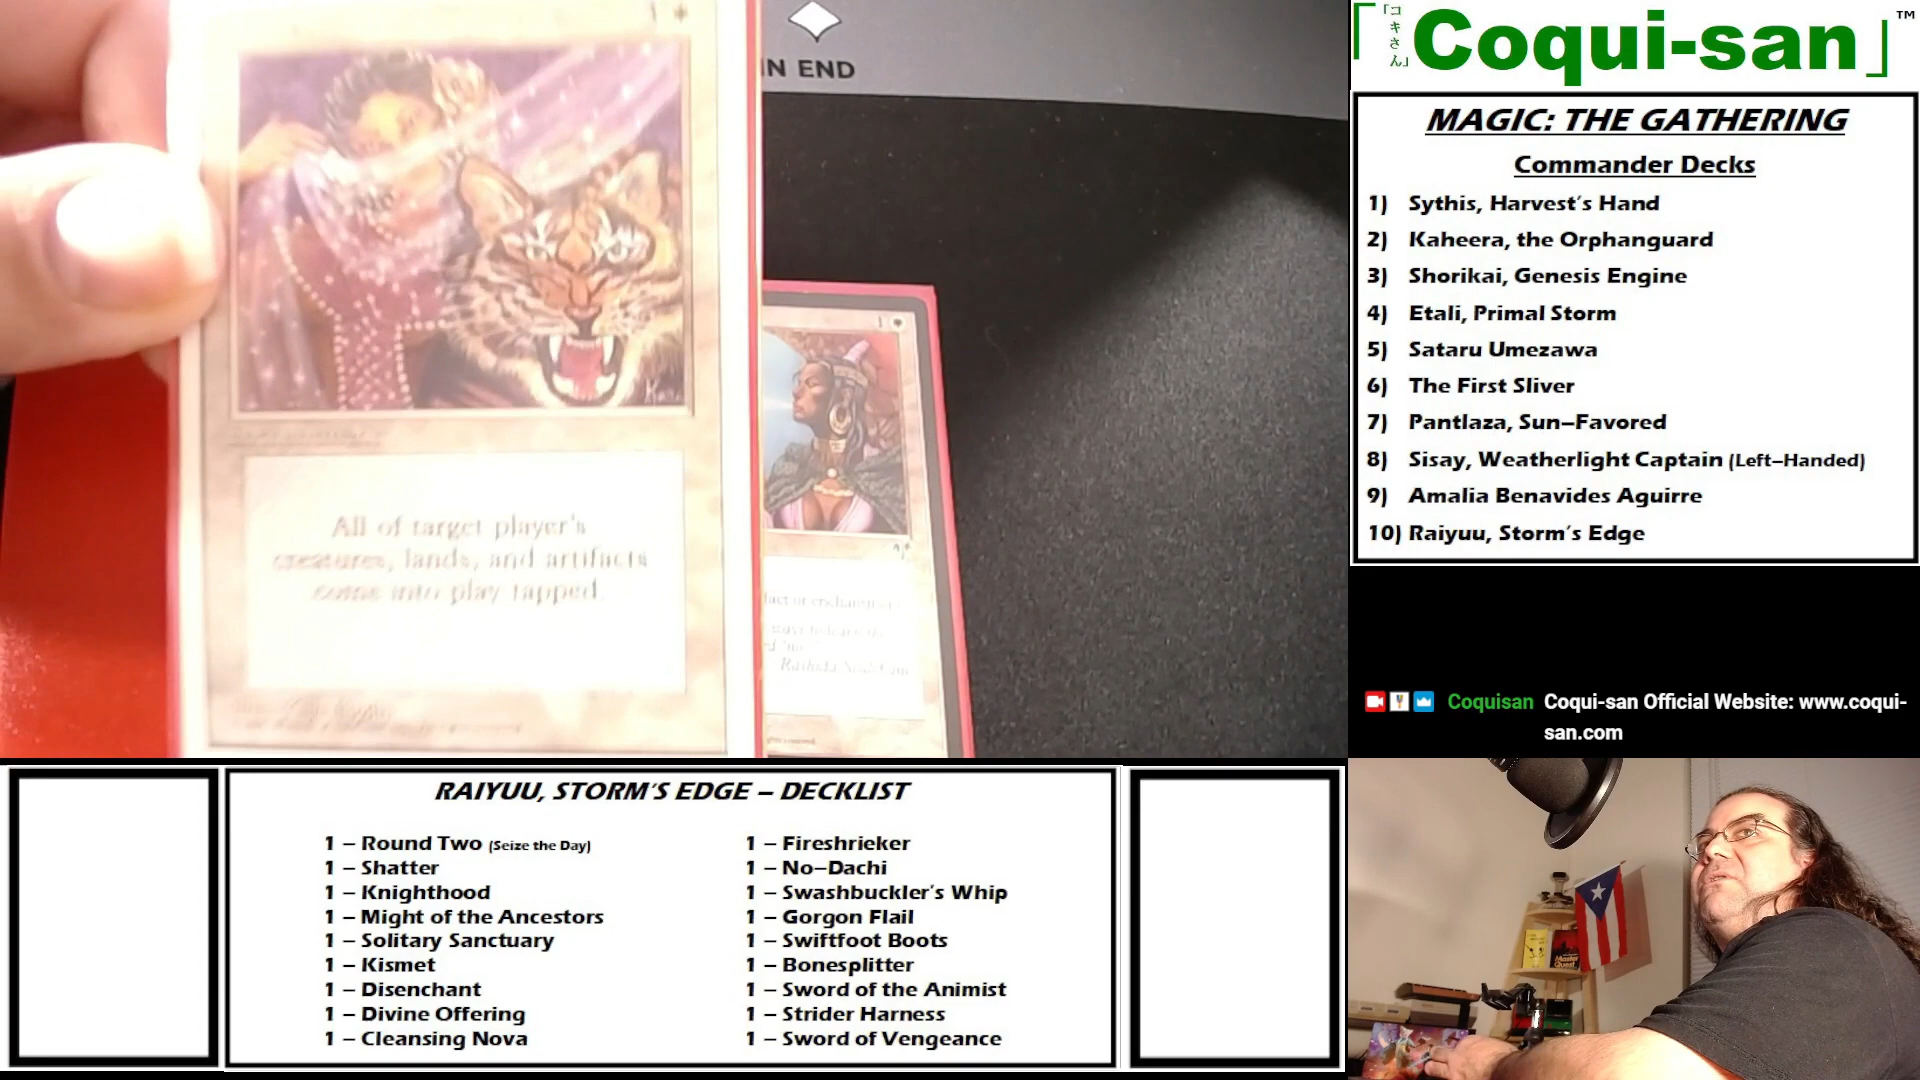 IN END
All of target player's
creatures, lands, and artifacts
come into play tapped.
「コキさん」
「Coqui-san」™
MAGIC: THE GATHERING
Commander Decks
1) Sythis, Harvest's Hand
2) Kaheera, the Orphanguard
3) Shorikai, Genesis Engine
4) Etali, Primal Storm
5) Sataru Umezawa
6) The First Sliver
7) Pantlaza, Sun–Favored
8) Sisay, Weatherlight Captain (Left–Handed)
9) Amalia Benavides Aguirre
10) Raiyuu, Storm's Edge
Coquisan Coqui-san Official Website: www.coqui-
san.com
RAIYUU, STORM'S EDGE – DECKLIST
1 – Round Two (Seize the Day)
1 – Shatter
1 – Knighthood
1 – Might of the Ancestors
1 – Solitary Sanctuary
1 – Kismet
1 – Disenchant
1 – Divine Offering
1 – Cleansing Nova
1 – Fireshrieker
1 – No–Dachi
1 – Swashbuckler's Whip
1 – Gorgon Flail
1 – Swiftfoot Boots
1 – Bonesplitter
1 – Sword of the Animist
1 – Strider Harness
1 – Sword of Vengeance